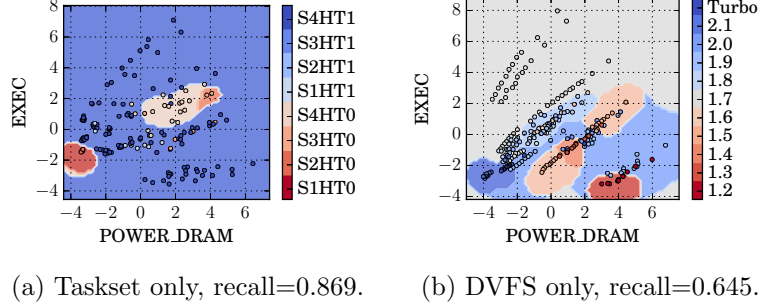 8
6
4
2
0
−2
−4
EXEC
−4 −2 0 2 4 6
POWER_DRAM
S4HT1
S3HT1
S2HT1
S1HT1
S4HT0
S3HT0
S2HT0
S1HT0
8
6
4
2
0
−2
−4
EXEC
−4 −2 0 2 4 6
POWER_DRAM
Turbo
2.1
2.0
1.9
1.8
1.7
1.6
1.5
1.4
1.3
1.2
(a) Taskset only, recall=0.869.
(b) DVFS only, recall=0.645.